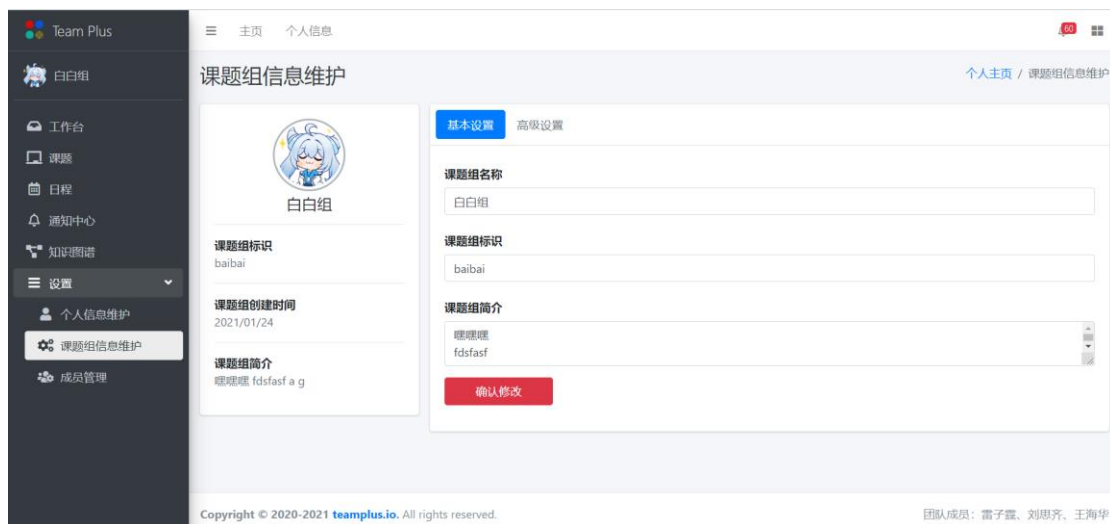 Team Plus
主页 个人信息
60
白白组
课题组信息维护
个人主页 / 课题组信息维护
工作台
课题
日程
通知中心
知识图谱
设置
个人信息维护
课题组信息维护
成员管理
白白组
课题组标识
baibai
课题组创建时间
2021/01/24
课题组简介
嘿嘿嘿 fdsfasf a g
基本设置 高级设置
课题组名称
白白组
课题组标识
baibai
课题组简介
嘿嘿嘿
fdsfasf
确认修改
Copyright © 2020-2021 teamplus.io. All rights reserved.
团队成员：雷子霆、刘思齐、王海华